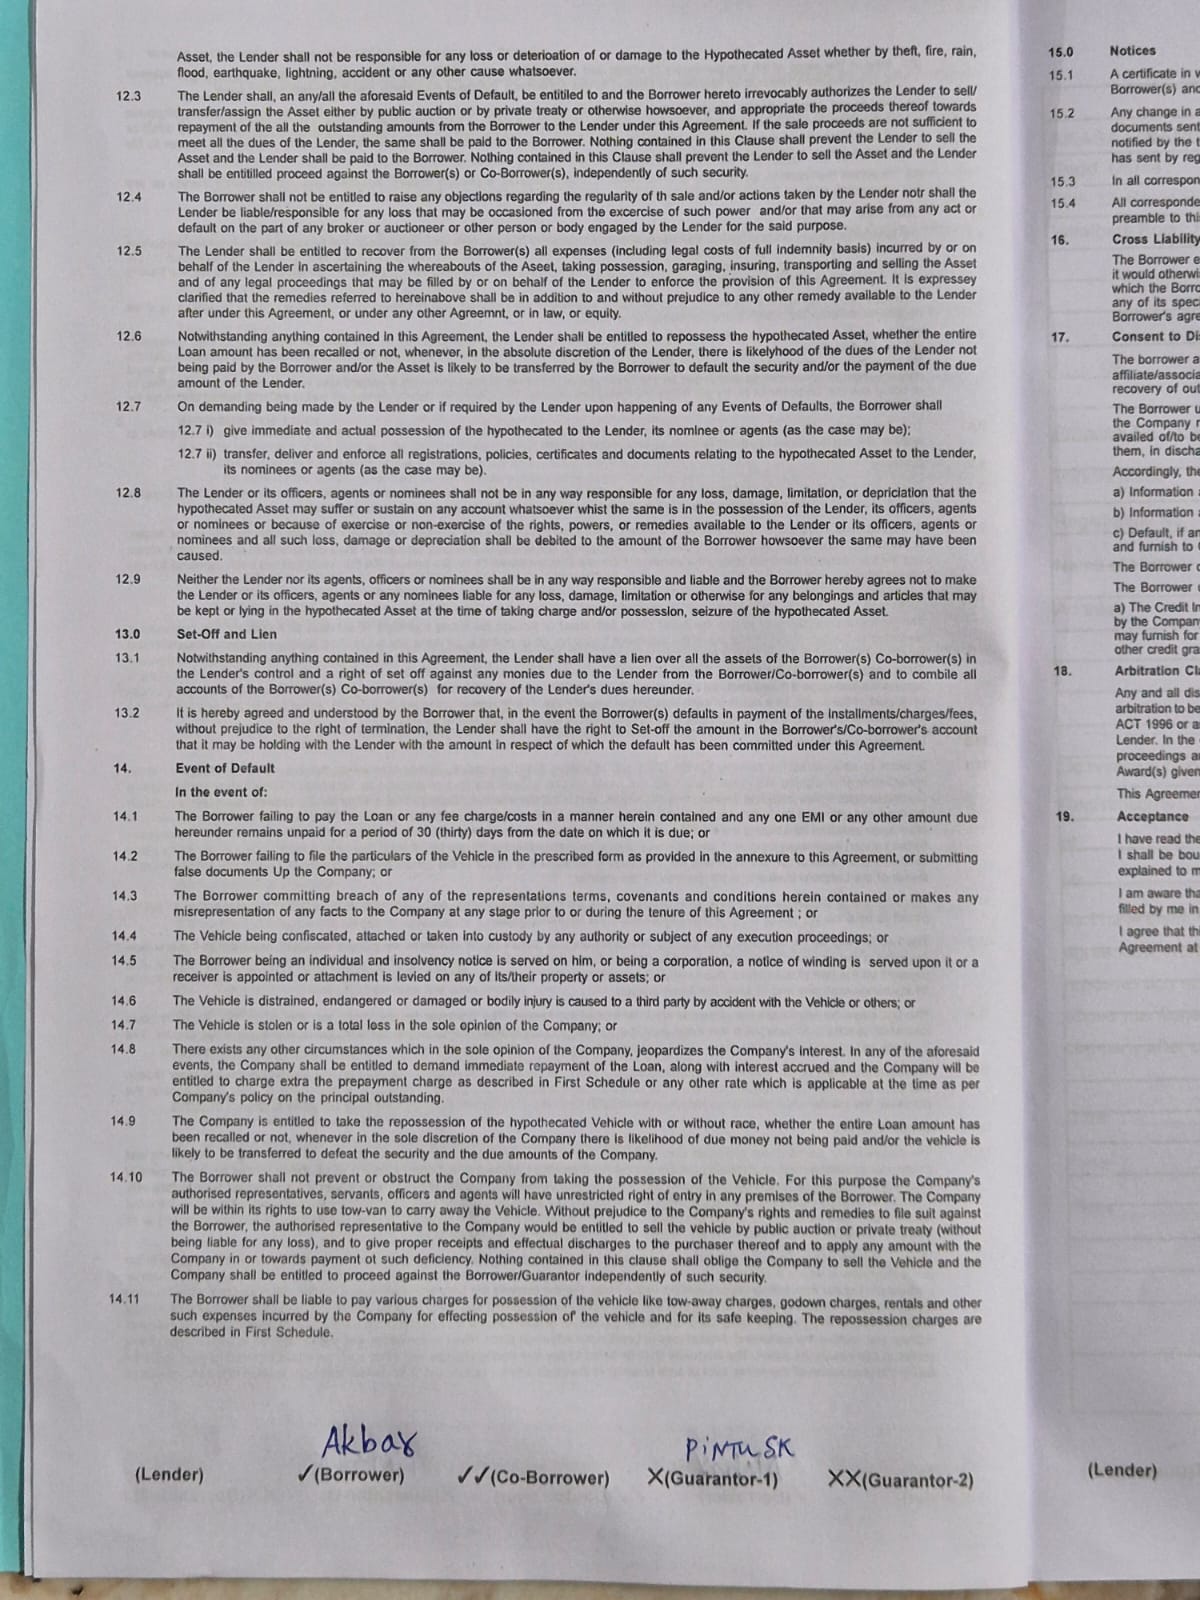 Asset, the Lender shall not be responsible for any loss or deterioation of or damage to the Hypothecated Asset whether by theft, fire, rain,
flood, earthquake, lightning, accident or any other cause whatsoever.
12.3 The Lender shall, an any/all the aforesaid Events of Default, be entitiled to and the Borrower hereto irrevocably authorizes the Lender to sell/
transfer/assign the Asset either by public auction or by private treaty or otherwise howsoever, and appropriate the proceeds thereof towards
repayment of the all the outstanding amounts from the Borrower to the Lender under this Agreement. If the sale proceeds are not sufficient to
meet all the dues of the Lender, the same shall be paid to the Borrower. Nothing contained in this Clause shall prevent the Lender to sell the
Asset and the Lender shall be paid to the Borrower. Nothing contained in this Clause shall prevent the Lender to sell the Asset and the Lender
shall be entitilled proceed against the Borrower(s) or Co-Borrower(s), independently of such security.
12.4 The Borrower shall not be entitled to raise any objections regarding the regularity of th sale and/or actions taken by the Lender notr shall the
Lender be liable/responsible for any loss that may be occasioned from the excercise of such power and/or that may arise from any act or
default on the part of any broker or auctioneer or other person or body engaged by the Lender for the said purpose.
12.5 The Lender shall be entitled to recover from the Borrower(s) all expenses (including legal costs of full indemnity basis) incurred by or on
behalf of the Lender in ascertaining the whereabouts of the Aseet, taking possession, garaging, insuring, transporting and selling the Asset
and of any legal proceedings that may be filled by or on behalf of the Lender to enforce the provision of this Agreement. It is expressey
clarified that the remedies referred to hereinabove shall be in addition to and without prejudice to any other remedy available to the Lender
after under this Agreement, or under any other Agreemnt, or in law, or equity.
12.6 Notwithstanding anything contained in this Agreement, the Lender shall be entitled to repossess the hypothecated Asset, whether the entire
Loan amount has been recalled or not, whenever, in the absolute discretion of the Lender, there is likelyhood of the dues of the Lender not
being paid by the Borrower and/or the Asset is likely to be transferred by the Borrower to default the security and/or the payment of the due
amount of the Lender.
12.7 On demanding being made by the Lender or if required by the Lender upon happening of any Events of Defaults, the Borrower shall
12.7 i) give immediate and actual possession of the hypothecated to the Lender, its nominee or agents (as the case may be);
12.7 ii) transfer, deliver and enforce all registrations, policies, certificates and documents relating to the hypothecated Asset to the Lender,
its nominees or agents (as the case may be).
12.8 The Lender or its officers, agents or nominees shall not be in any way responsible for any loss, damage, limitation, or depriciation that the
hypothecated Asset may suffer or sustain on any account whatsoever whist the same is in the possession of the Lender, its officers, agents
or nominees or because of exercise or non-exercise of the rights, powers, or remedies available to the Lender or its officers, agents or
nominees and all such loss, damage or depreciation shall be debited to the amount of the Borrower howsoever the same may have been
caused.
12.9 Neither the Lender nor its agents, officers or nominees shall be in any way responsible and liable and the Borrower hereby agrees not to make
the Lender or its officers, agents or any nominees liable for any loss, damage, limitation or otherwise for any belongings and articles that may
be kept or lying in the hypothecated Asset at the time of taking charge and/or possession, seizure of the hypothecated Asset.
13.0 Set-Off and Lien
13.1 Notwithstanding anything contained in this Agreement, the Lender shall have a lien over all the assets of the Borrower(s) Co-borrower(s) in
the Lender's control and a right of set off against any monies due to the Lender from the Borrower/Co-borrower(s) and to combile all
accounts of the Borrower(s) Co-borrower(s) for recovery of the Lender's dues hereunder.
13.2 It is hereby agreed and understood by the Borrower that, in the event the Borrower(s) defaults in payment of the Installments/charges/fees,
without prejudice to the right of termination, the Lender shall have the right to Set-off the amount in the Borrower's/Co-borrower's account
that it may be holding with the Lender with the amount in respect of which the default has been committed under this Agreement.
14. Event of Default
In the event of:
14.1 The Borrower failing to pay the Loan or any fee charge/costs in a manner herein contained and any one EMI or any other amount due
hereunder remains unpaid for a period of 30 (thirty) days from the date on which it is due; or
14.2 The Borrower failing to file the particulars of the Vehicle in the prescribed form as provided in the annexure to this Agreement, or submitting
false documents Up the Company; or
14.3 The Borrower committing breach of any of the representations terms, covenants and conditions herein contained or makes any
misrepresentation of any facts to the Company at any stage prior to or during the tenure of this Agreement ; or
14.4 The Vehicle being confiscated, attached or taken into custody by any authority or subject of any execution proceedings; or
14.5 The Borrower being an individual and insolvency notice is served on him, or being a corporation, a notice of winding is served upon it or a
receiver is appointed or attachment is levied on any of its/their property or assets; or
14.6 The Vehicle is distrained, endangered or damaged or bodily injury is caused to a third party by accident with the Vehicle or others; or
14.7 The Vehicle is stolen or is a total loss in the sole opinion of the Company; or
14.8 There exists any other circumstances which in the sole opinion of the Company, jeopardizes the Company's Interest. In any of the aforesaid
events, the Company shall be entitled to demand immediate repayment of the Loan, along with interest accrued and the Company will be
entitled to charge extra the prepayment charge as described in First Schedule or any other rate which is applicable at the time as per
Company's policy on the principal outstanding.
14.9 The Company is entitled to take the repossession of the hypothecated Vehicle with or without race, whether the entire Loan amount has
been recalled or not, whenever in the sole discretion of the Company there is likelihood of due money not being paid and/or the vehicle is
likely to be transferred to defeat the security and the due amounts of the Company.
14.10 The Borrower shall not prevent or obstruct the Company from taking the possession of the Vehicle. For this purpose the Company's
authorised representatives, servants, officers and agents will have unrestricted right of entry in any premises of the Borrower. The Company
will be within its rights to use tow-van to carry away the Vehicle. Without prejudice to the Company's rights and remedies to file suit against
the Borrower, the authorised representative to the Company would be entitled to sell the vehicle by public auction or private treaty (without
being liable for any loss), and to give proper receipts and effectual discharges to the purchaser thereof and to apply any amount with the
Company in or towards payment ot such deficiency. Nothing contained in this clause shall oblige the Company to sell the Vehicle and the
Company shall be entitled to proceed against the Borrower/Guarantor independently of such security.
14.11 The Borrower shall be liable to pay various charges for possession of the vehicle like tow-away charges, godown charges, rentals and other
such expenses incurred by the Company for effecting possession of the vehicle and for its safe keeping. The repossession charges are
described in First Schedule.
Akbar PiNTU SK
(Lender) ✓(Borrower) ✓✓(Co-Borrower) X(Guarantor-1) XX(Guarantor-2)
15.0 Notices
15.1 A certificate in
Borrower(s)
15.2 Any change in
documents sent
notified by the
has sent by
15.3 In all
15.4 All
preamble to
16. Cross Liability
The Borrower
it would
which the
any of its
Borrower's
17. Consent to
The borrower
recovery of
The Borrower
the Company
availed of/to
them, in
Accordingly,
a) Information
b) Information
c) Default, if
and furnish to
The Borrower
The Borrower
a) The Credit
by the
may furnish for
other credit
18. Arbitration
Any and all
arbitration to
ACT 1996 or
Lender. In the
proceedings
Award(s) given
This
19. Acceptance
I have read
I shall be
explained to
I am aware
filled by me in
I agree that
Agreement at
(Lender)